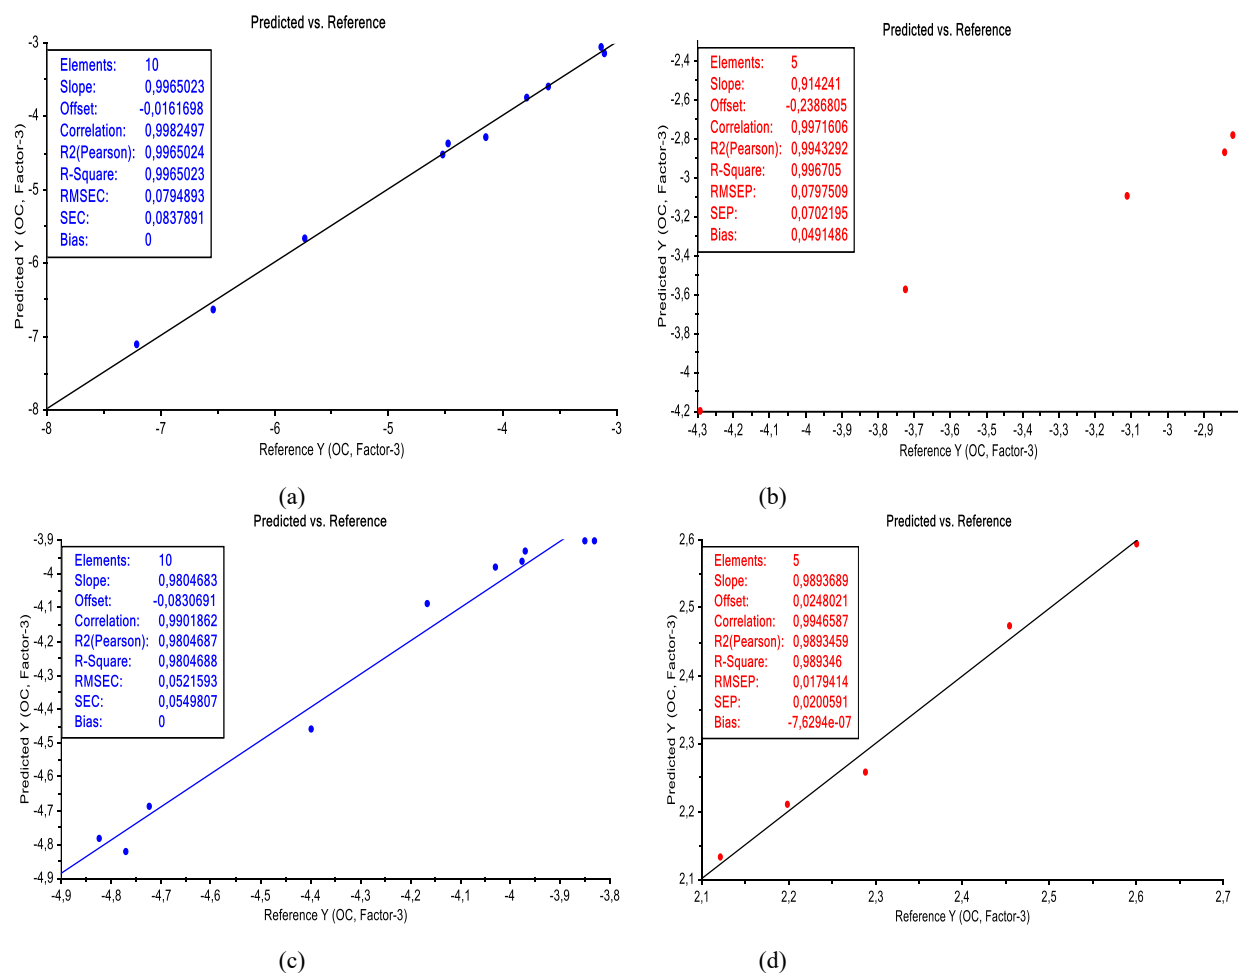 Predicted vs. Reference
Elements: 10
Slope: 0,9965023
Offset: -0,0161698
Correlation: 0,9982497
R2(Pearson): 0,9965024
R-Square: 0,9965023
RMSEC: 0,0794893
SEC: 0,0837891
Bias: 0
Predicted Y (OC, Factor-3)
-3
-4
-5
-6
-7
-8
-8 -7 -6 -5 -4 -3
Reference Y (OC, Factor-3)
(a)
Predicted vs. Reference
Elements: 5
Slope: 0,914241
Offset: -0,2386805
Correlation: 0,9971606
R2(Pearson): 0,9943292
R-Square: 0,996705
RMSEP: 0,0797509
SEP: 0,0702195
Bias: 0,0491486
Predicted Y (OC, Factor-3)
-2,4
-2,6
-2,8
-3
-3,2
-3,4
-3,6
-3,8
-4
-4,2
-4,3 -4,2 -4,1 -4 -3,9 -3,8 -3,7 -3,6 -3,5 -3,4 -3,3 -3,2 -3,1 -3 -2,9
Reference Y (OC, Factor-3)
(b)
Predicted vs. Reference
Elements: 10
Slope: 0,9804683
Offset: -0,0830691
Correlation: 0,9901862
R2(Pearson): 0,9804687
R-Square: 0,9804688
RMSEC: 0,0521593
SEC: 0,0549807
Bias: 0
Predicted Y (OC, Factor-3)
-3,9
-4
-4,1
-4,2
-4,3
-4,4
-4,5
-4,6
-4,7
-4,8
-4,9
-4,9 -4,8 -4,7 -4,6 -4,5 -4,4 -4,3 -4,2 -4,1 -4 -3,9 -3,8
Reference Y (OC, Factor-3)
(c)
Predicted vs. Reference
Elements: 5
Slope: 0,9893689
Offset: 0,0248021
Correlation: 0,9946587
R2(Pearson): 0,9893459
R-Square: 0,989346
RMSEP: 0,0179414
SEP: 0,0200591
Bias: -7,6294e-07
Predicted Y (OC, Factor-3)
2,6
2,5
2,4
2,3
2,2
2,1
2,1 2,2 2,3 2,4 2,5 2,6 2,7
Reference Y (OC, Factor-3)
(d)